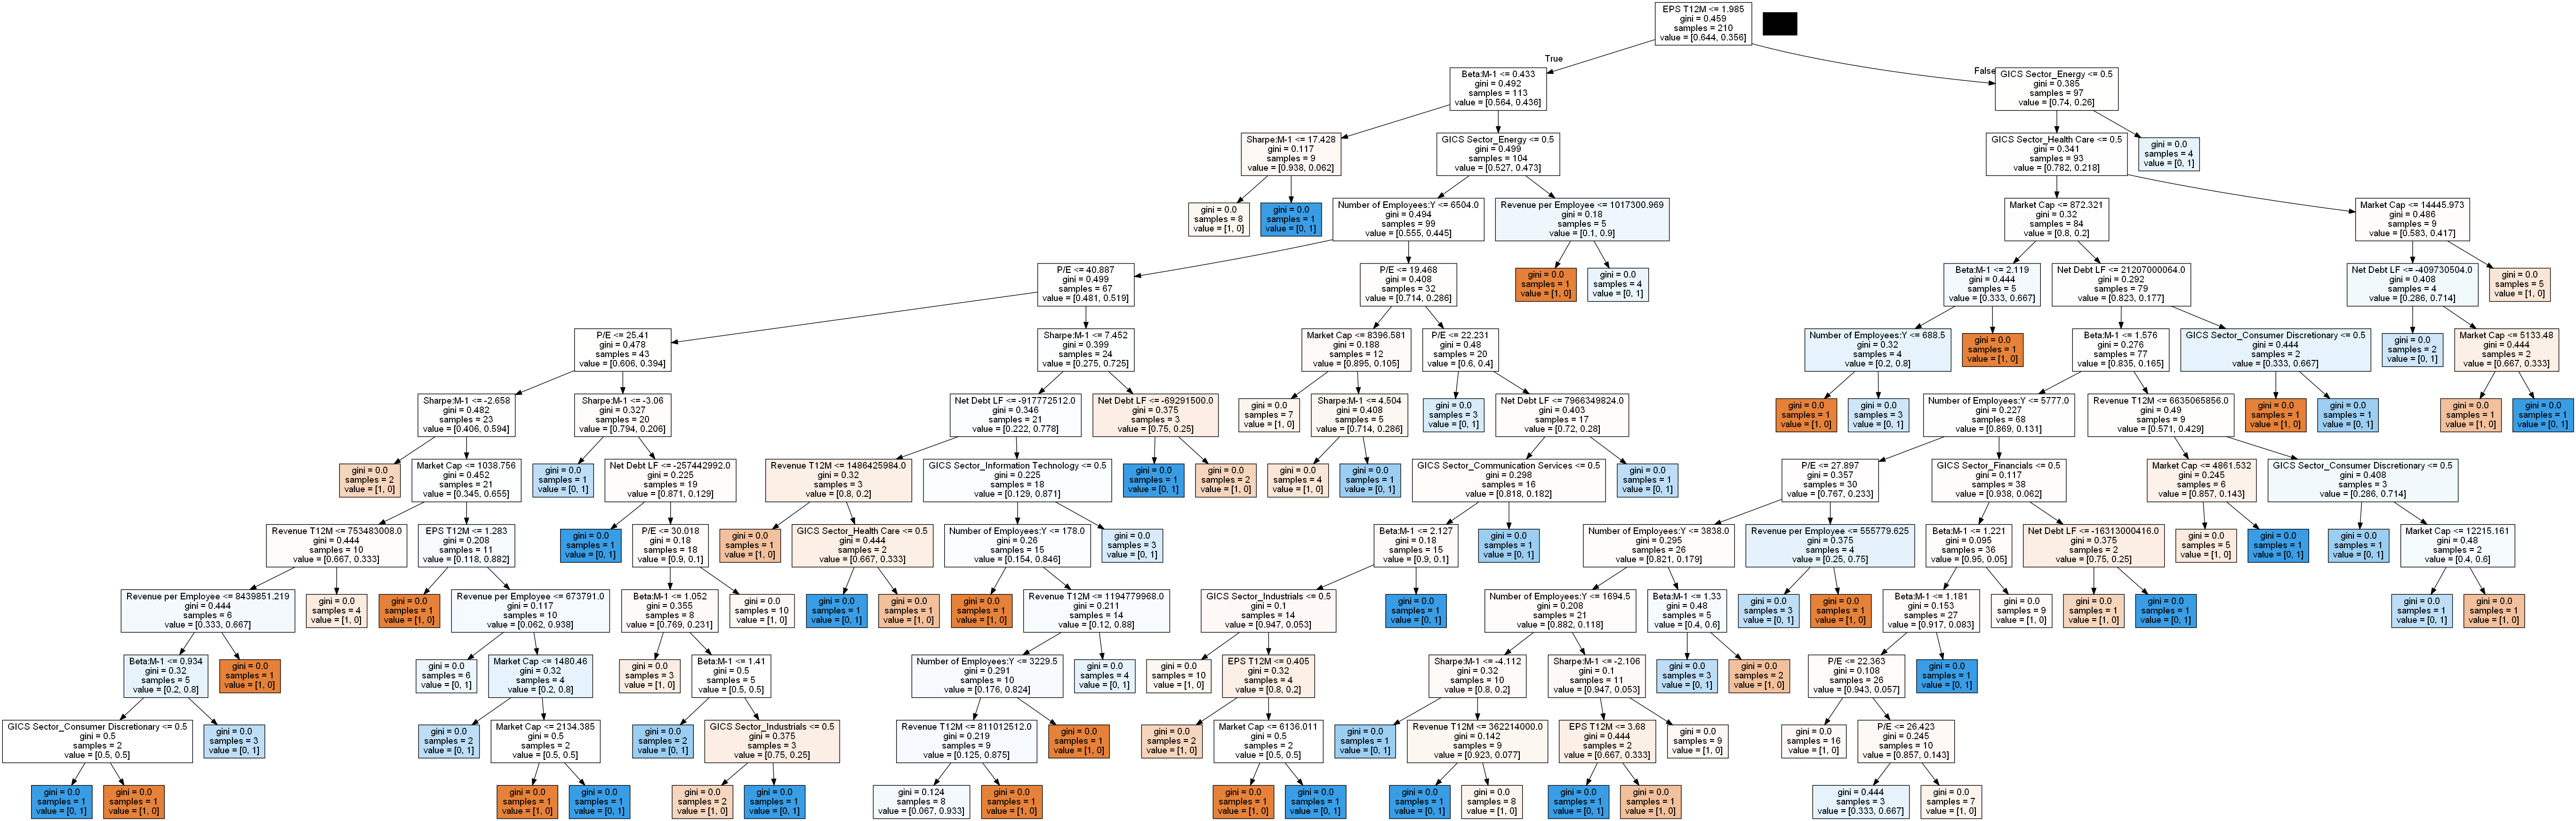 EPS T12M <= 1.985
gini = 0.459
samples = 210
value = [0.644, 0.356]
True
False
Beta:M-1 <= 0.433
gini = 0.492
samples = 113
value = [0.564, 0.436]
GICS Sector_Energy <= 0.5
gini = 0.385
samples = 97
value = [0.74, 0.26]
Sharpe:M-1 <= 17.428
gini = 0.117
samples = 9
value = [0.938, 0.062]
GICS Sector_Energy <= 0.5
gini = 0.499
samples = 104
value = [0.527, 0.473]
GICS Sector_Health Care <= 0.5
gini = 0.341
samples = 93
value = [0.782, 0.218]
gini = 0.0
samples = 4
value = [0, 1]
gini = 0.0
samples = 8
value = [1, 0]
gini = 0.0
samples = 1
value = [0, 1]
Number of Employees:Y <= 6504.0
gini = 0.494
samples = 99
value = [0.555, 0.445]
Revenue per Employee <= 1017300.969
gini = 0.18
samples = 5
value = [0.1, 0.9]
Market Cap <= 872.321
gini = 0.32
samples = 84
value = [0.8, 0.2]
Market Cap <= 14445.973
gini = 0.486
samples = 9
value = [0.583, 0.417]
P/E <= 40.887
gini = 0.499
samples = 67
value = [0.481, 0.519]
P/E <= 19.468
gini = 0.408
samples = 32
value = [0.714, 0.286]
gini = 0.0
samples = 1
value = [1, 0]
gini = 0.0
samples = 4
value = [0, 1]
Beta:M-1 <= 2.119
gini = 0.444
samples = 5
value = [0.333, 0.667]
Net Debt LF <= 21207000064.0
gini = 0.292
samples = 79
value = [0.823, 0.177]
Net Debt LF <= -409730504.0
gini = 0.408
samples = 4
value = [0.286, 0.714]
gini = 0.0
samples = 5
value = [1, 0]
P/E <= 25.41
gini = 0.478
samples = 43
value = [0.606, 0.394]
Sharpe:M-1 <= 7.452
gini = 0.399
samples = 24
value = [0.275, 0.725]
Market Cap <= 8396.581
gini = 0.188
samples = 12
value = [0.895, 0.105]
P/E <= 22.231
gini = 0.48
samples = 20
value = [0.6, 0.4]
Number of Employees:Y <= 688.5
gini = 0.32
samples = 4
value = [0.2, 0.8]
gini = 0.0
samples = 1
value = [1, 0]
Beta:M-1 <= 1.576
gini = 0.276
samples = 77
value = [0.835, 0.165]
GICS Sector_Consumer Discretionary <= 0.5
gini = 0.444
samples = 2
value = [0.333, 0.667]
gini = 0.0
samples = 2
value = [0, 1]
Market Cap <= 5133.48
gini = 0.444
samples = 2
value = [0.667, 0.333]
Sharpe:M-1 <= -2.658
gini = 0.482
samples = 23
value = [0.406, 0.594]
Sharpe:M-1 <= -3.06
gini = 0.327
samples = 20
value = [0.794, 0.206]
Net Debt LF <= -917772512.0
gini = 0.346
samples = 21
value = [0.222, 0.778]
Net Debt LF <= -69291500.0
gini = 0.375
samples = 3
value = [0.75, 0.25]
gini = 0.0
samples = 7
value = [1, 0]
Sharpe:M-1 <= 4.504
gini = 0.408
samples = 5
value = [0.714, 0.286]
gini = 0.0
samples = 3
value = [0, 1]
Net Debt LF <= 7966349824.0
gini = 0.403
samples = 17
value = [0.72, 0.28]
gini = 0.0
samples = 1
value = [1, 0]
gini = 0.0
samples = 3
value = [0, 1]
Number of Employees:Y <= 5777.0
gini = 0.227
samples = 68
value = [0.869, 0.131]
Revenue T12M <= 6635065856.0
gini = 0.49
samples = 9
value = [0.571, 0.429]
gini = 0.0
samples = 1
value = [1, 0]
gini = 0.0
samples = 1
value = [0, 1]
gini = 0.0
samples = 1
value = [1, 0]
gini = 0.0
samples = 1
value = [0, 1]
gini = 0.0
samples = 2
value = [1, 0]
Market Cap <= 1038.756
gini = 0.452
samples = 21
value = [0.345, 0.655]
gini = 0.0
samples = 1
value = [0, 1]
Net Debt LF <= -257442992.0
gini = 0.225
samples = 19
value = [0.871, 0.129]
Revenue T12M <= 1486425984.0
gini = 0.32
samples = 3
value = [0.8, 0.2]
GICS Sector_Information Technology <= 0.5
gini = 0.225
samples = 18
value = [0.129, 0.871]
gini = 0.0
samples = 1
value = [0, 1]
gini = 0.0
samples = 2
value = [1, 0]
gini = 0.0
samples = 4
value = [1, 0]
gini = 0.0
samples = 1
value = [0, 1]
GICS Sector_Communication Services <= 0.5
gini = 0.298
samples = 16
value = [0.818, 0.182]
gini = 0.0
samples = 1
value = [0, 1]
P/E <= 27.897
gini = 0.357
samples = 30
value = [0.767, 0.233]
GICS Sector_Financials <= 0.5
gini = 0.117
samples = 38
value = [0.938, 0.062]
Market Cap <= 4861.532
gini = 0.245
samples = 6
value = [0.857, 0.143]
GICS Sector_Consumer Discretionary <= 0.5
gini = 0.408
samples = 3
value = [0.286, 0.714]
Revenue T12M <= 753483008.0
gini = 0.444
samples = 10
value = [0.667, 0.333]
EPS T12M <= 1.283
gini = 0.208
samples = 11
value = [0.118, 0.882]
gini = 0.0
samples = 1
value = [0, 1]
P/E <= 30.018
gini = 0.18
samples = 18
value = [0.9, 0.1]
gini = 0.0
samples = 1
value = [1, 0]
GICS Sector_Health Care <= 0.5
gini = 0.444
samples = 2
value = [0.667, 0.333]
Number of Employees:Y <= 178.0
gini = 0.26
samples = 15
value = [0.154, 0.846]
gini = 0.0
samples = 3
value = [0, 1]
Beta:M-1 <= 2.127
gini = 0.18
samples = 15
value = [0.9, 0.1]
gini = 0.0
samples = 1
value = [0, 1]
Number of Employees:Y <= 3838.0
gini = 0.295
samples = 26
value = [0.821, 0.179]
Revenue per Employee <= 555779.625
gini = 0.375
samples = 4
value = [0.25, 0.75]
Beta:M-1 <= 1.221
gini = 0.095
samples = 36
value = [0.95, 0.05]
Net Debt LF <= -16313000416.0
gini = 0.375
samples = 2
value = [0.75, 0.25]
gini = 0.0
samples = 5
value = [1, 0]
gini = 0.0
samples = 1
value = [0, 1]
gini = 0.0
samples = 1
value = [0, 1]
Market Cap <= 12215.161
gini = 0.48
samples = 2
value = [0.4, 0.6]
Revenue per Employee <= 8439851.219
gini = 0.444
samples = 6
value = [0.333, 0.667]
gini = 0.0
samples = 4
value = [1, 0]
gini = 0.0
samples = 1
value = [1, 0]
Revenue per Employee <= 673791.0
gini = 0.117
samples = 10
value = [0.062, 0.938]
Beta:M-1 <= 1.052
gini = 0.355
samples = 8
value = [0.769, 0.231]
gini = 0.0
samples = 10
value = [1, 0]
gini = 0.0
samples = 1
value = [0, 1]
gini = 0.0
samples = 1
value = [1, 0]
gini = 0.0
samples = 1
value = [1, 0]
Revenue T12M <= 1194779968.0
gini = 0.211
samples = 14
value = [0.12, 0.88]
GICS Sector_Industrials <= 0.5
gini = 0.1
samples = 14
value = [0.947, 0.053]
gini = 0.0
samples = 1
value = [0, 1]
Number of Employees:Y <= 1694.5
gini = 0.208
samples = 21
value = [0.882, 0.118]
Beta:M-1 <= 1.33
gini = 0.48
samples = 5
value = [0.4, 0.6]
gini = 0.0
samples = 3
value = [0, 1]
gini = 0.0
samples = 1
value = [1, 0]
Beta:M-1 <= 1.181
gini = 0.153
samples = 27
value = [0.917, 0.083]
gini = 0.0
samples = 9
value = [1, 0]
gini = 0.0
samples = 1
value = [1, 0]
gini = 0.0
samples = 1
value = [0, 1]
gini = 0.0
samples = 1
value = [0, 1]
gini = 0.0
samples = 1
value = [1, 0]
Beta:M-1 <= 0.934
gini = 0.32
samples = 5
value = [0.2, 0.8]
gini = 0.0
samples = 1
value = [1, 0]
gini = 0.0
samples = 6
value = [0, 1]
Market Cap <= 1480.46
gini = 0.32
samples = 4
value = [0.2, 0.8]
gini = 0.0
samples = 3
value = [1, 0]
Beta:M-1 <= 1.41
gini = 0.5
samples = 5
value = [0.5, 0.5]
Number of Employees:Y <= 3229.5
gini = 0.291
samples = 10
value = [0.176, 0.824]
gini = 0.0
samples = 4
value = [0, 1]
gini = 0.0
samples = 10
value = [1, 0]
EPS T12M <= 0.405
gini = 0.32
samples = 4
value = [0.8, 0.2]
Sharpe:M-1 <= -4.112
gini = 0.32
samples = 10
value = [0.8, 0.2]
Sharpe:M-1 <= -2.106
gini = 0.1
samples = 11
value = [0.947, 0.053]
gini = 0.0
samples = 3
value = [0, 1]
gini = 0.0
samples = 2
value = [1, 0]
P/E <= 22.363
gini = 0.108
samples = 26
value = [0.943, 0.057]
gini = 0.0
samples = 1
value = [0, 1]
GICS Sector_Consumer Discretionary <= 0.5
gini = 0.5
samples = 2
value = [0.5, 0.5]
gini = 0.0
samples = 3
value = [0, 1]
gini = 0.0
samples = 2
value = [0, 1]
Market Cap <= 2134.385
gini = 0.5
samples = 2
value = [0.5, 0.5]
gini = 0.0
samples = 2
value = [0, 1]
GICS Sector_Industrials <= 0.5
gini = 0.375
samples = 3
value = [0.75, 0.25]
Revenue T12M <= 811012512.0
gini = 0.219
samples = 9
value = [0.125, 0.875]
gini = 0.0
samples = 1
value = [1, 0]
gini = 0.0
samples = 2
value = [1, 0]
Market Cap <= 6136.011
gini = 0.5
samples = 2
value = [0.5, 0.5]
gini = 0.0
samples = 1
value = [0, 1]
Revenue T12M <= 362214000.0
gini = 0.142
samples = 9
value = [0.923, 0.077]
EPS T12M <= 3.68
gini = 0.444
samples = 2
value = [0.667, 0.333]
gini = 0.0
samples = 9
value = [1, 0]
gini = 0.0
samples = 16
value = [1, 0]
P/E <= 26.423
gini = 0.245
samples = 10
value = [0.857, 0.143]
gini = 0.0
samples = 1
value = [0, 1]
gini = 0.0
samples = 1
value = [1, 0]
gini = 0.0
samples = 1
value = [1, 0]
gini = 0.0
samples = 1
value = [0, 1]
gini = 0.0
samples = 2
value = [1, 0]
gini = 0.0
samples = 1
value = [0, 1]
gini = 0.124
samples = 8
value = [0.067, 0.933]
gini = 0.0
samples = 1
value = [1, 0]
gini = 0.0
samples = 1
value = [1, 0]
gini = 0.0
samples = 1
value = [0, 1]
gini = 0.0
samples = 1
value = [0, 1]
gini = 0.0
samples = 8
value = [1, 0]
gini = 0.0
samples = 1
value = [0, 1]
gini = 0.0
samples = 1
value = [1, 0]
gini = 0.444
samples = 3
value = [0.333, 0.667]
gini = 0.0
samples = 7
value = [1, 0]